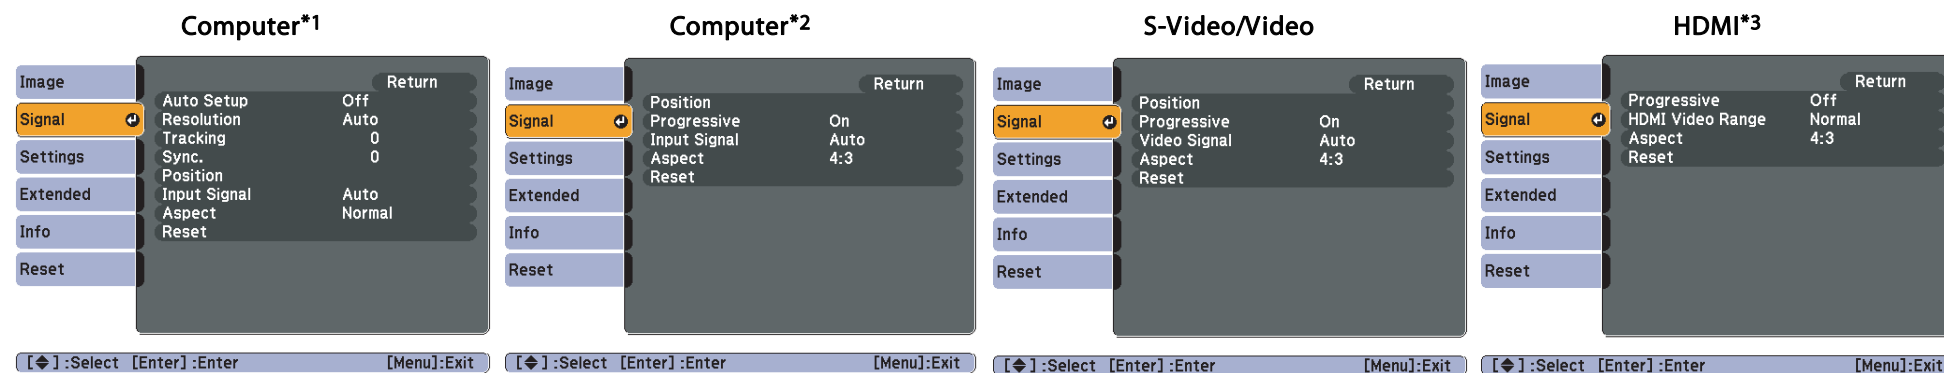 Computer*1
Image
Signal
Settings
Extended
Info
Reset
Return
Auto Setup Off
Resolution Auto
Tracking 0
Sync. 0
Position
Input Signal Auto
Aspect Normal
Reset
[◆] :Select [Enter] :Enter [Menu]:Exit
Computer*2
Image
Signal
Settings
Extended
Info
Reset
Return
Position
Progressive On
Input Signal Auto
Aspect 4:3
Reset
[◆] :Select [Enter] :Enter [Menu]:Exit
S-Video/Video
Image
Signal
Settings
Extended
Info
Reset
Return
Position
Progressive On
Video Signal Auto
Aspect 4:3
Reset
[◆] :Select [Enter] :Enter [Menu]:Exit
HDMI*3
Image
Signal
Settings
Extended
Info
Reset
Return
Progressive Off
HDMI Video Range Normal
Aspect 4:3
Reset
[◆] :Select [Enter] :Enter [Menu]:Exit